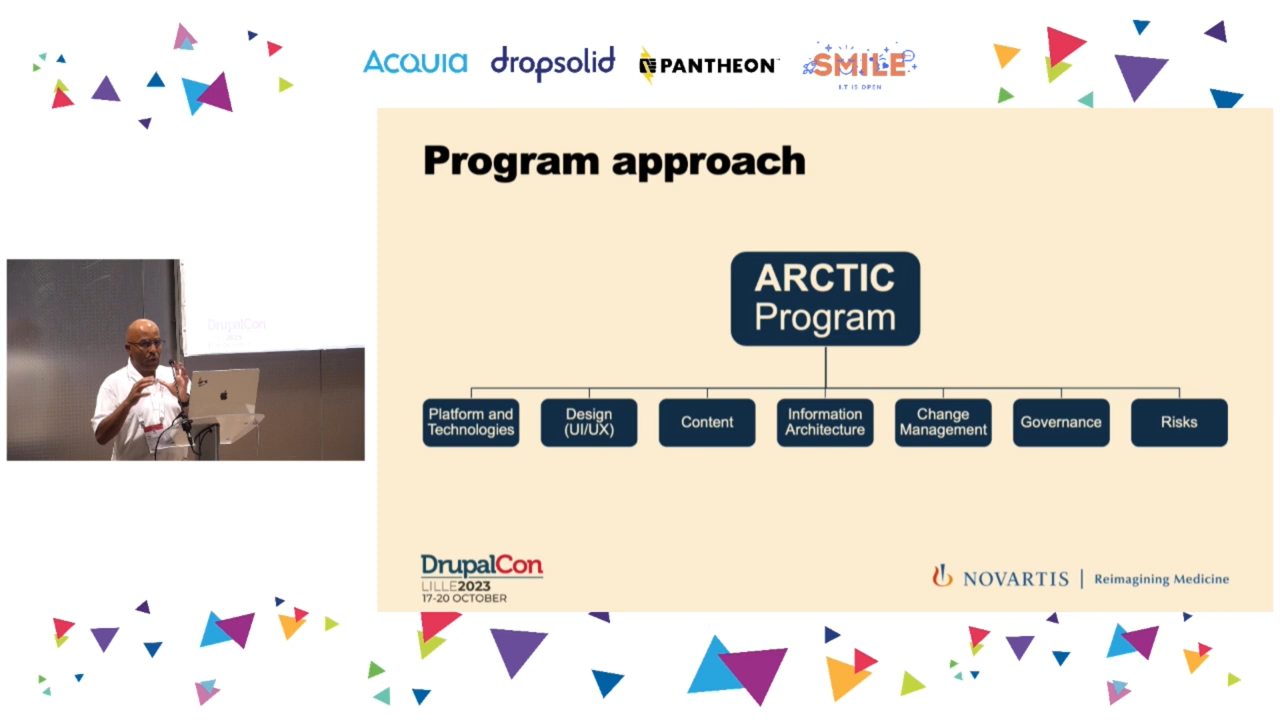 ACQUIA
dropsolid
PANTHEON
SMILE
I.T IS OPEN
Program approach
ARCTIC
Program
Platform and
Technologies
Design
(UI/UX)
Content
Information
Architecture
Change
Management
Governance
Risks
DrupalCon
DrupalCon
LILLE2023
17-20 OCTOBER
NOVARTIS | Reimagining Medicine